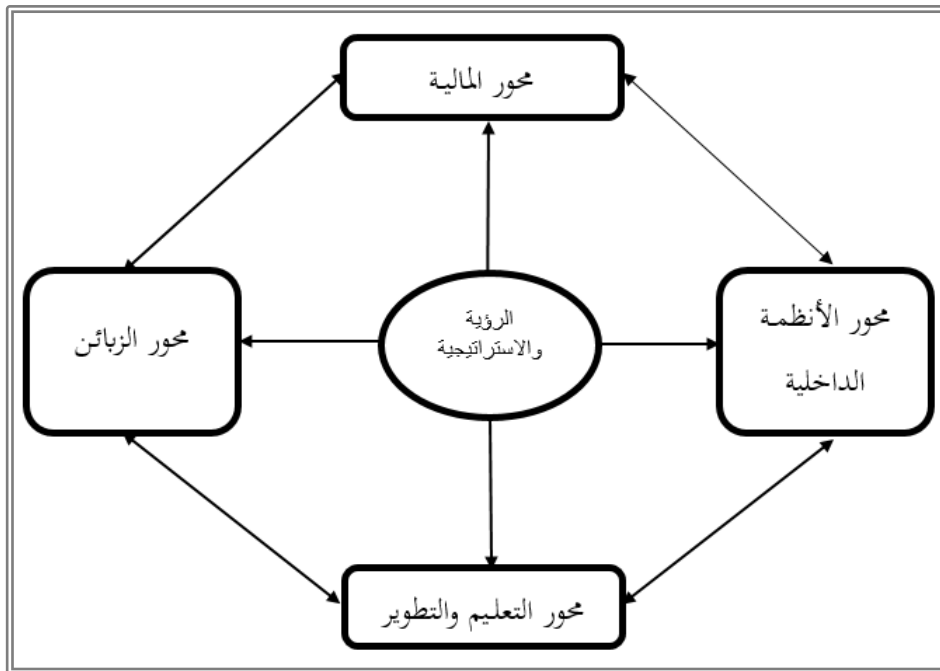 محور المالية
محور الأنظمة
الداخلية
الرؤية
والاستراتيجية
محور الزبائن
محور التعليم والتطوير